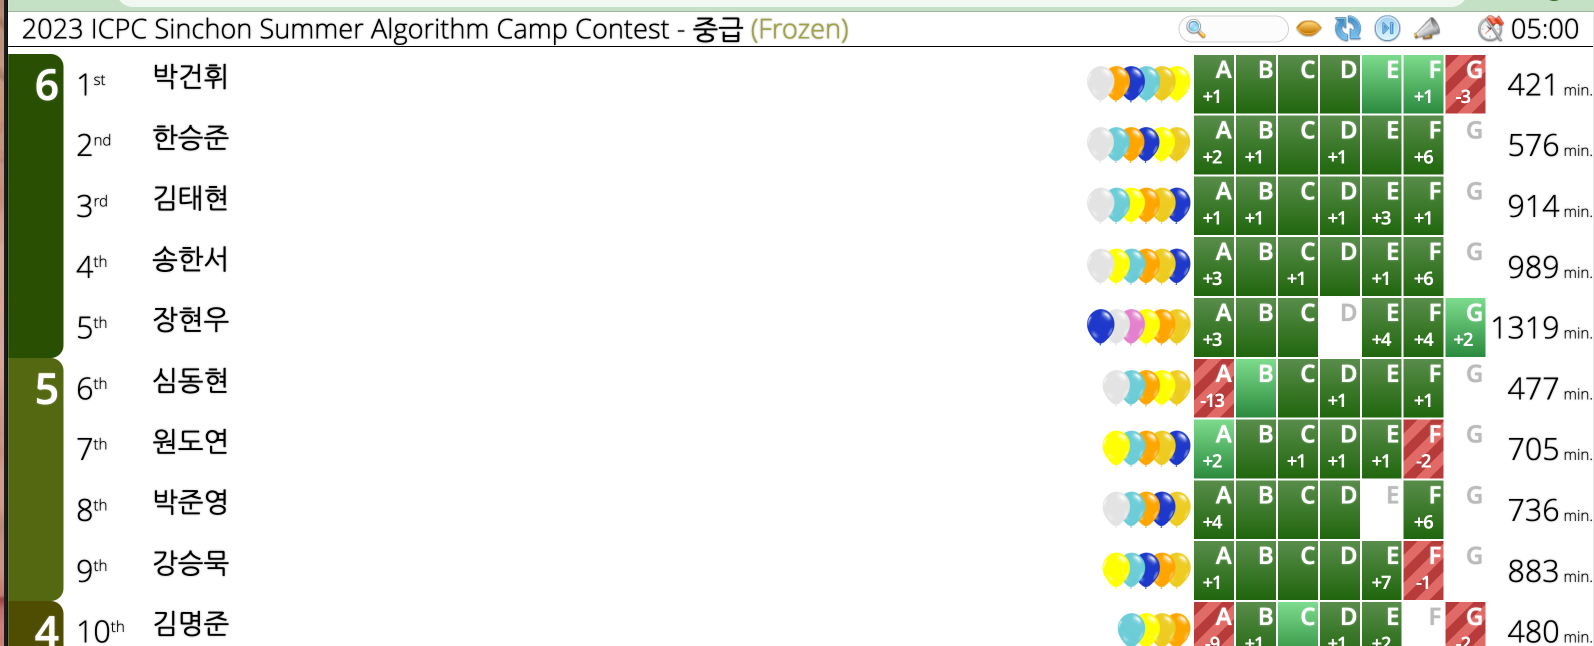 2023 ICPC Sinchon Summer Algorithm Camp Contest - 중급 (Frozen) 05:00
6 1st 박건휘 A +1 B C D E F +1 G -3 421 min.
2nd 한승준 A +2 B +1 C D +1 E F +6 G 576 min.
3rd 김태현 A +1 B +1 C D +1 E +3 F +1 G 914 min.
4th 송한서 A +3 B C +1 D E +1 F +6 G 989 min.
5th 장현우 A +3 B C D E +4 F +4 G +2 1319 min.
5 6th 심동현 A -13 B C D +1 E F +1 G 477 min.
7th 원도연 A +2 B C +1 D +1 E +1 F -2 G 705 min.
8th 박준영 A +4 B C D E F +6 G 736 min.
9th 강승묵 A +1 B C D E +7 F -1 G 883 min.
4 10th 김명준 A -9 B +1 C D +1 E +2 F G -2 480 min.